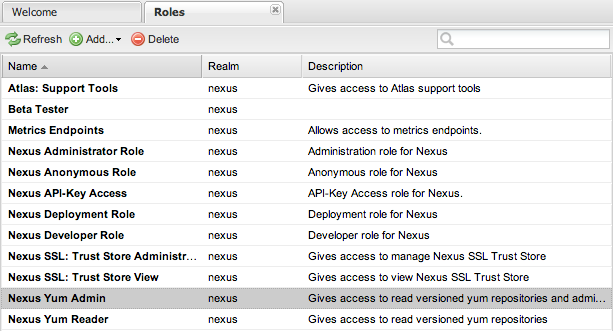 Welcome Roles
Refresh Add... Delete
Name Realm Description
Atlas: Support Tools nexus Gives access to Atlas support tools
Beta Tester nexus
Metrics Endpoints nexus Allows access to metrics endpoints.
Nexus Administrator Role nexus Administration role for Nexus
Nexus Anonymous Role nexus Anonymous role for Nexus
Nexus API-Key Access nexus API-Key Access role for Nexus.
Nexus Deployment Role nexus Deployment role for Nexus
Nexus Developer Role nexus Developer role for Nexus
Nexus SSL: Trust Store Administr... nexus Gives access to manage Nexus SSL Trust Store
Nexus SSL: Trust Store View nexus Gives access to view Nexus SSL Trust Store
Nexus Yum Admin nexus Gives access to read versioned yum repositories and admi...
Nexus Yum Reader nexus Gives access to read versioned yum repositories